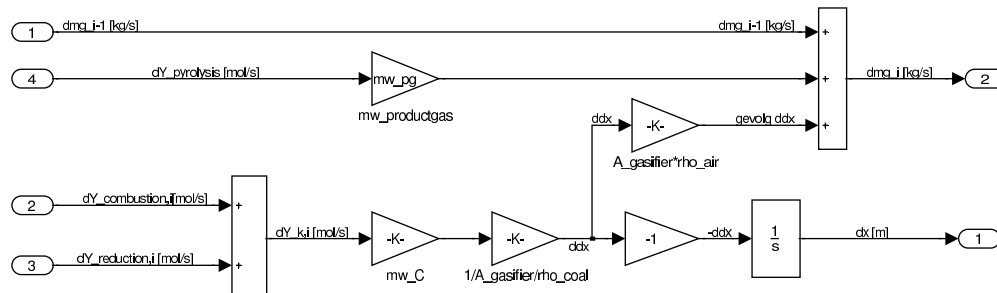 dmg_i-1 [kg/s]
dmg_i-1 [kg/s]
1
+
4
dY_pyrolysis [mol/s]
mw_pg
mw_productgas
+
dmg_i [kg/s]
2
ddx
-K-
A_gasifier*rho_air
gevolg ddx
+
2
dY_combustion,i[mol/s]
+
3
dY_reduction,i [mol/s]
+
dY_k,i [mol/s]
-K-
mw_C
-K-
1/A_gasifier/rho_coal
ddx
-1
-ddx
1
s
dx [m]
1